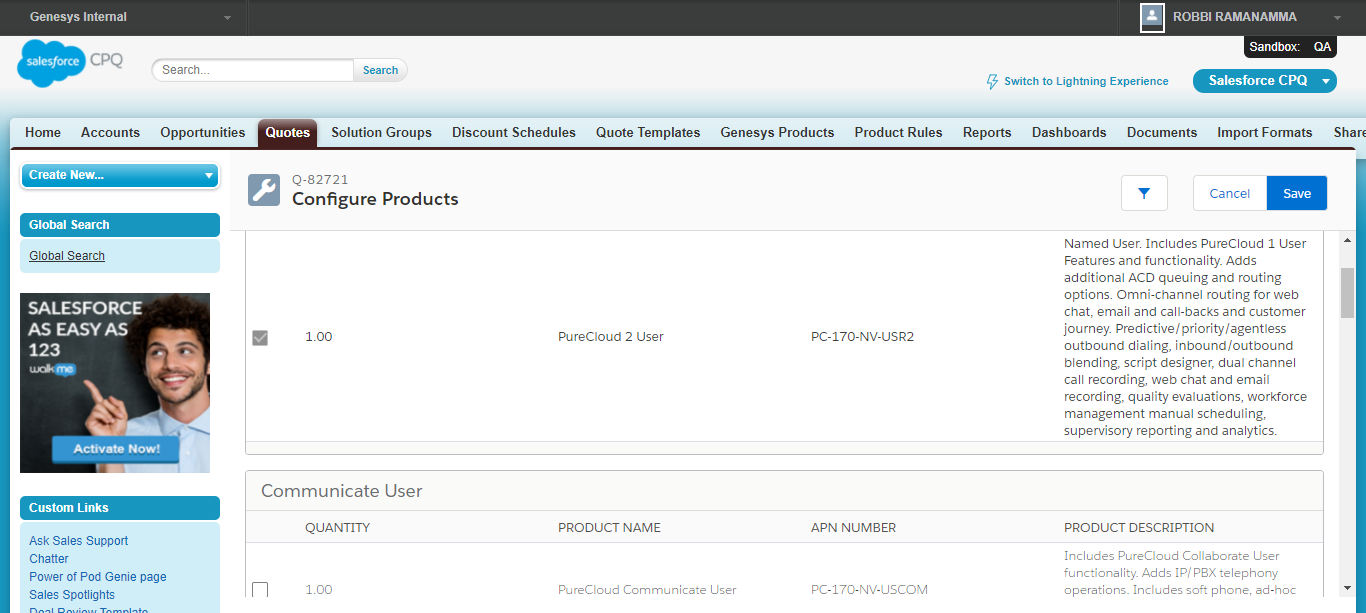 Genesys Internal
ROBBI RAMANAMMA
Sandbox: QA
salesforce CPQ
Search...
Search
Switch to Lightning Experience
Salesforce CPQ
Home Accounts Opportunities Quotes Solution Groups Discount Schedules Quote Templates Genesys Products Product Rules Reports Dashboards Documents Import Formats Share
Create New...
Global Search
Global Search
SALESFORCE
AS EASY AS
123
walkme
Activate Now!
Custom Links
Ask Sales Support
Chatter
Power of Pod Genie page
Sales Spotlights
Deal Review Template
Q-82721
Configure Products
Cancel
Save
1.00 PureCloud 2 User PC-170-NV-USR2
Named User. Includes PureCloud 1 User
Features and functionality. Adds
additional ACD queuing and routing
options. Omni-channel routing for web
chat, email and call-backs and customer
journey. Predictive/priority/agentless
outbound dialing, inbound/outbound
blending, script designer, dual channel
call recording, web chat and email
recording, quality evaluations, workforce
management manual scheduling,
supervisory reporting and analytics.
Communicate User
QUANTITY PRODUCT NAME APN NUMBER PRODUCT DESCRIPTION
1.00 PureCloud Communicate User PC-170-NV-USCOM
Includes PureCloud Collaborate User
functionality. Adds IP/PBX telephony
operations. Includes soft phone, ad-hoc